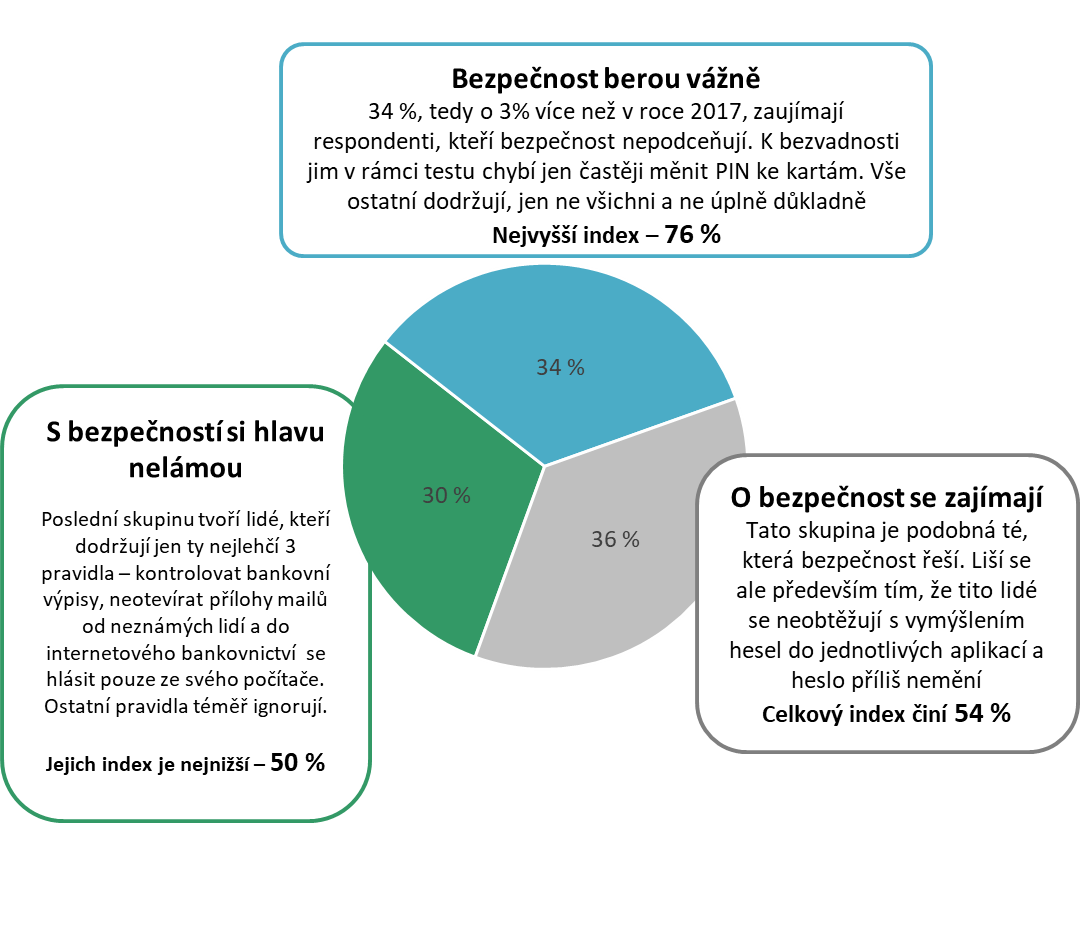 Bezpečnost berou vážně
34 %, tedy o 3% více než v roce 2017, zaujímají
respondenti, kteří bezpečnost nepodceňují. K bezvadnosti
jim v rámci testu chybí jen častěji měnit PIN ke kartám. Vše
ostatní dodržují, jen ne všichni a ne úplně důkladně
Nejvyšší index – 76 %
34 %
30 %
36 %
S bezpečností si hlavu
nelámou
Poslední skupinu tvoří lidé, kteří
dodržují jen ty nejlehčí 3
pravidla – kontrolovat bankovní
výpisy, neotevírat přílohy mailů
od neznámých lidí a do
internetového bankovnictví se
hlásit pouze ze svého počítače.
Ostatní pravidla téměř ignorují.
Jejich index je nejnižší – 50 %
O bezpečnost se zajímají
Tato skupina je podobná té,
která bezpečnost řeší. Liší se
ale především tím, že tito lidé
se neobtěžují s vymýšlením
hesel do jednotlivých aplikací a
heslo příliš nemění
Celkový index činí 54 %